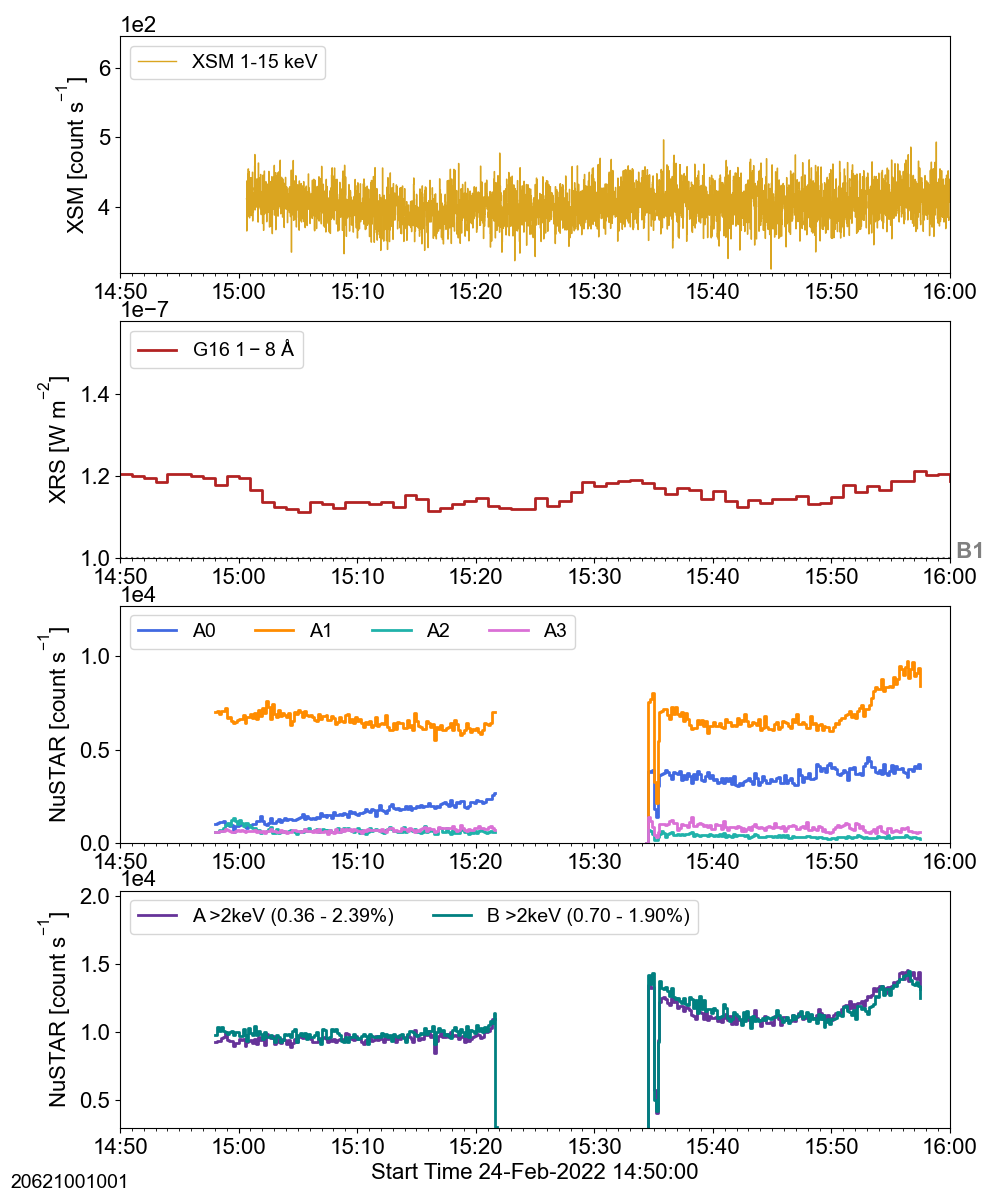 1e2
XSM 1-15 keV
6
5
4
XSM [count s⁻¹]
14:50 15:00 15:10 15:20 15:30 15:40 15:50 16:00
1e−7
G16 1 − 8 Å
1.4
1.2
1.0
XRS [W m⁻²]
B1
14:50 15:00 15:10 15:20 15:30 15:40 15:50 16:00
1e4
A0 A1 A2 A3
1.0
0.5
0.0
NuSTAR [count s⁻¹]
14:50 15:00 15:10 15:20 15:30 15:40 15:50 16:00
1e4
2.0
A >2keV (0.36 - 2.39%) B >2keV (0.70 - 1.90%)
1.5
1.0
0.5
NuSTAR [count s⁻¹]
14:50 15:00 15:10 15:20 15:30 15:40 15:50 16:00
Start Time 24-Feb-2022 14:50:00
20621001001